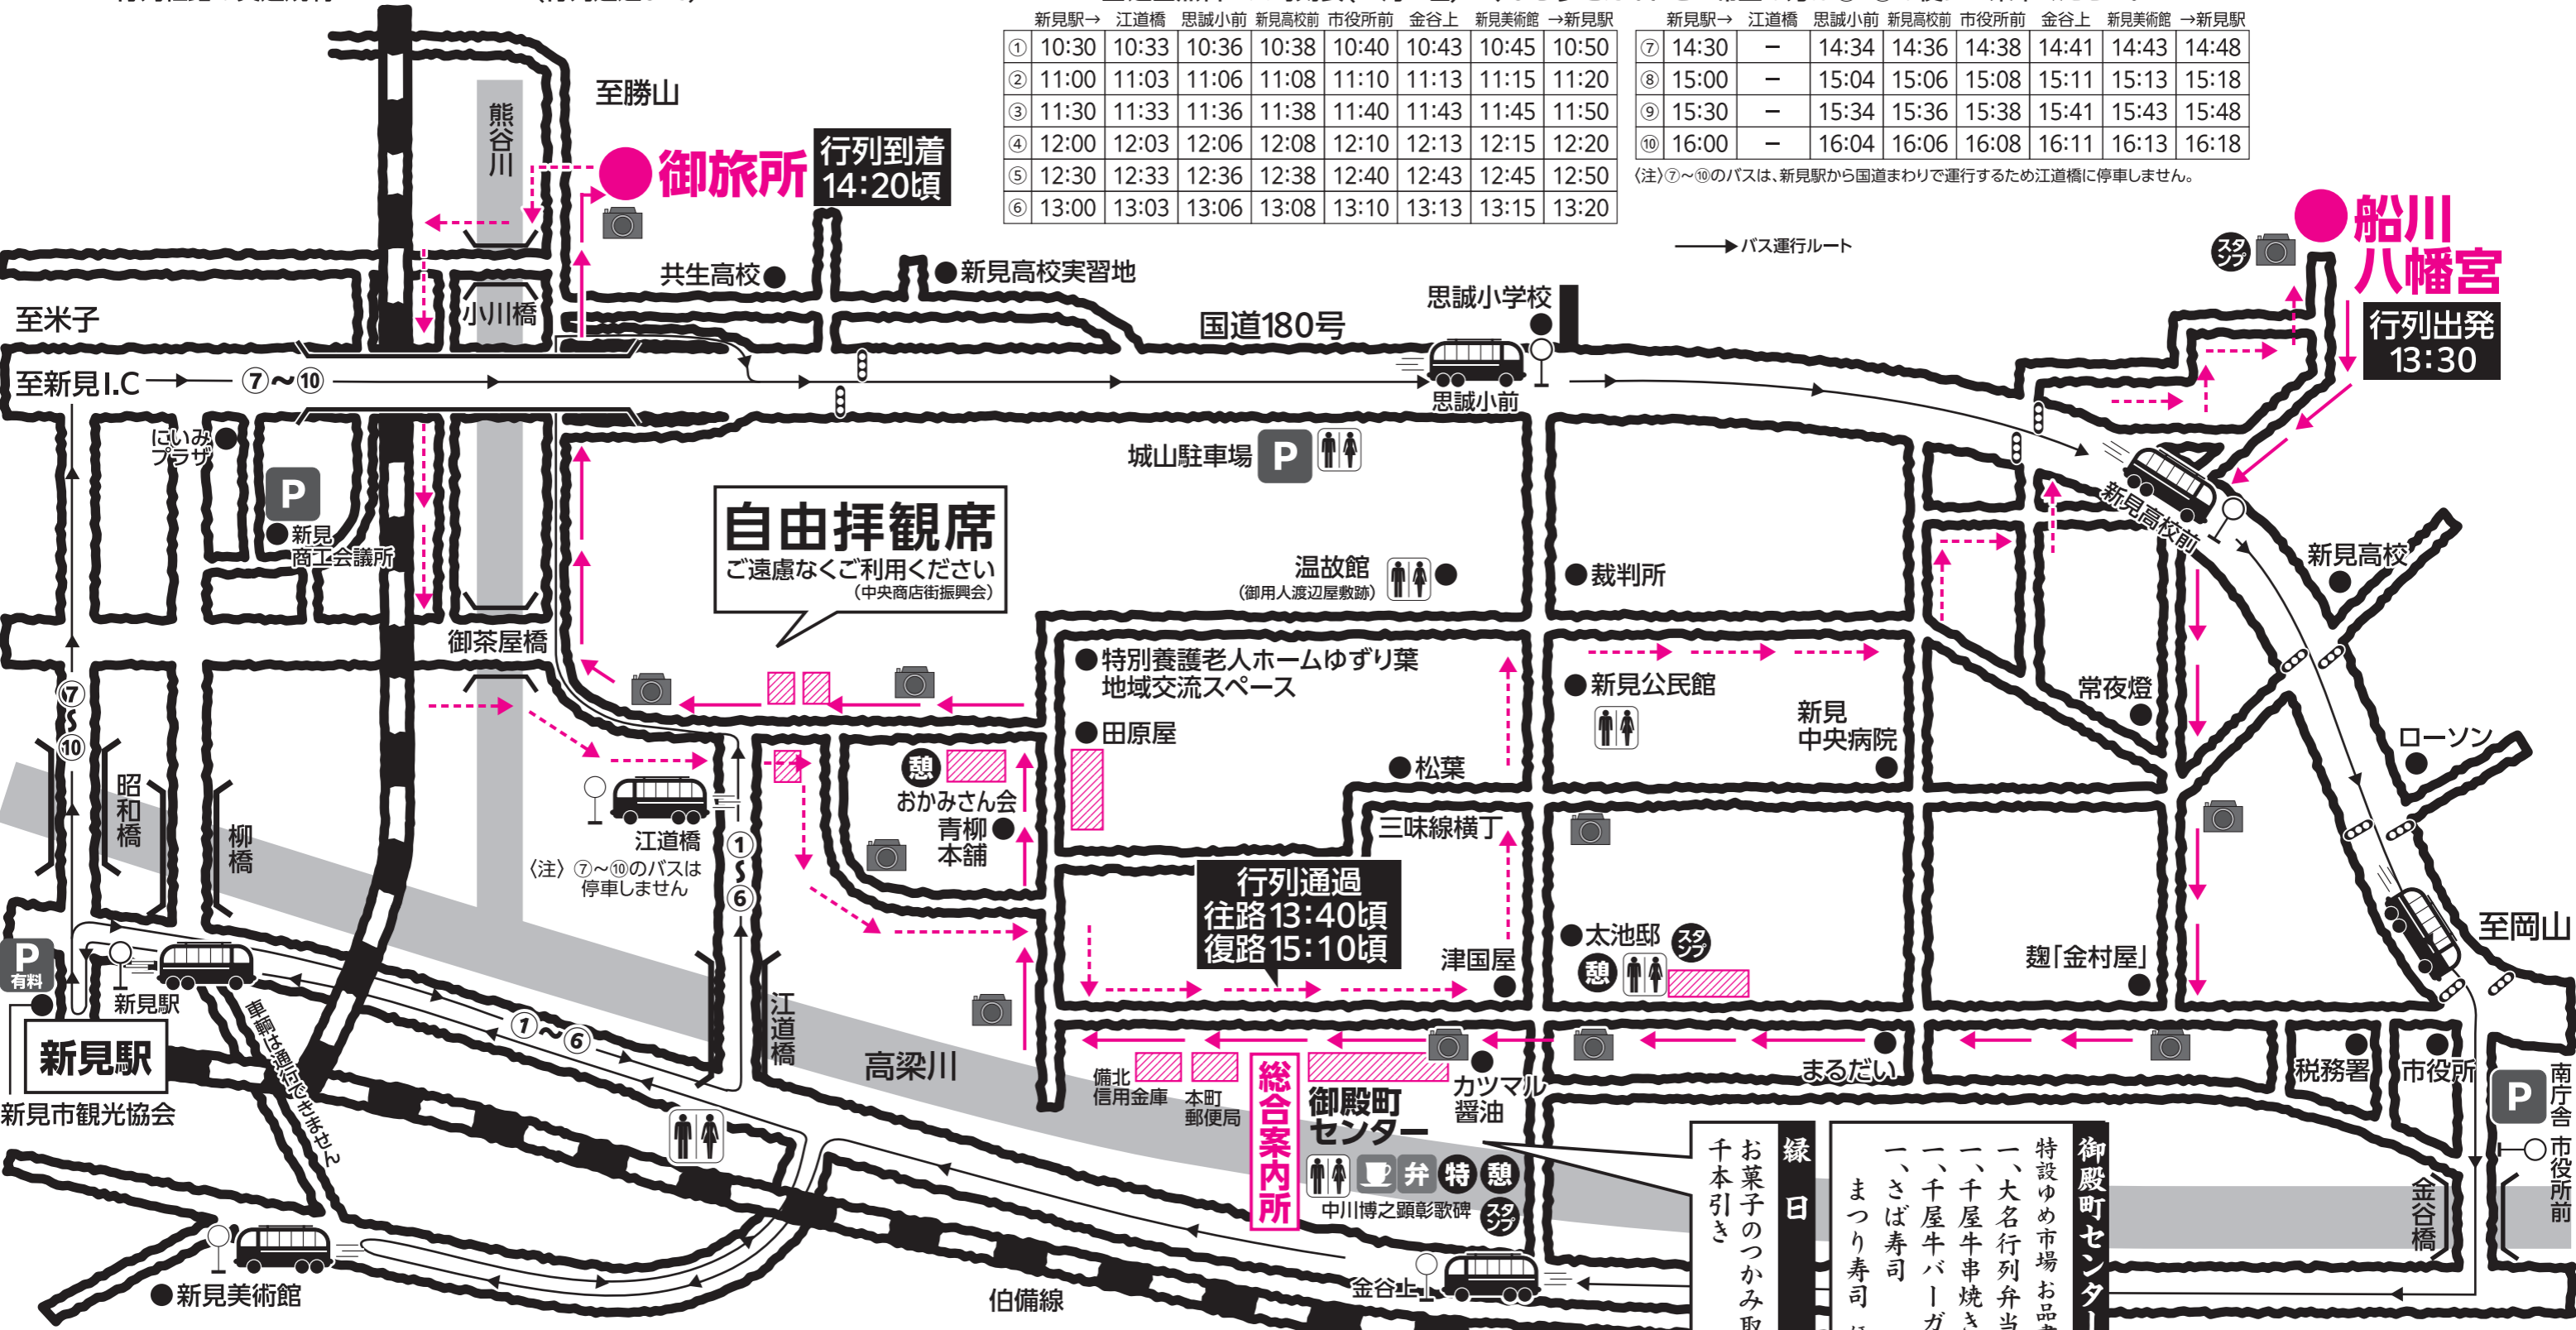 新見駅→ 江道橋 思誠小前 新見高校前 市役所前 金谷上 新見美術館 →新見駅
① 10:30 10:33 10:36 10:38 10:40 10:43 10:45 10:50
② 11:00 11:03 11:06 11:08 11:10 11:13 11:15 11:20
③ 11:30 11:33 11:36 11:38 11:40 11:43 11:45 11:50
④ 12:00 12:03 12:06 12:08 12:10 12:13 12:15 12:20
⑤ 12:30 12:33 12:36 12:38 12:40 12:43 12:45 12:50
⑥ 13:00 13:03 13:06 13:08 13:10 13:13 13:15 13:20
新見駅→ 江道橋 思誠小前 新見高校前 市役所前 金谷上 新見美術館 →新見駅
⑦ 14:30 － 14:34 14:36 14:38 14:41 14:43 14:48
⑧ 15:00 － 15:04 15:06 15:08 15:11 15:13 15:18
⑨ 15:30 － 15:34 15:36 15:38 15:41 15:43 15:48
⑩ 16:00 － 16:04 16:06 16:08 16:11 16:13 16:18
〈注〉⑦～⑩のバスは、新見駅から国道まわりで運行するため江道橋に停車しません。
バス運行ルート
至勝山
熊谷川
御旅所
行列到着
14:20頃
船川
八幡宮
スタンプ
行列出発
13:30
共生高校
新見高校実習地
思誠小学校
国道180号
小川橋
至米子
至新見I.C
⑦～⑩
思誠小前
にいみ
プラザ
P
新見
商工会議所
城山駐車場
P
自由拝観席
ご遠慮なくご利用ください
(中央商店街振興会)
温故館
(御用人渡辺屋敷跡)
裁判所
新見高校前
新見高校
御茶屋橋
特別養護老人ホームゆずり葉
地域交流スペース
新見公民館
新見
中央病院
常夜燈
ローソン
田原屋
松葉
三味線横丁
憩
おかみさん会
青柳
本舗
⑦～⑩
昭和橋
柳橋
江道橋
〈注〉⑦～⑩のバスは
停車しません
①～⑥
行列通過
往路13:40頃
復路15:10頃
津国屋
太池邸
スタンプ
憩
麹「金村屋」
至岡山
P
有料
新見駅
新見駅
新見市観光協会
車輌は通行できません
①～⑥
江道橋
高梁川
備北
信用金庫
本町
郵便局
総合案内所
御殿町
センター
カツマル
醤油
まるだい
税務署
市役所
P
南庁舎
市役所前
金谷橋
弁
特
憩
中川博之顕彰歌碑
スタンプ
新見美術館
伯備線
金谷上
縁日
お菓子のつかみ取
千本引き
御殿町センター
特設ゆめ市場 お品書
一、大名行列弁当
一、千屋牛串焼き
一、千屋牛バーガ
一、さば寿司
まつり寿司